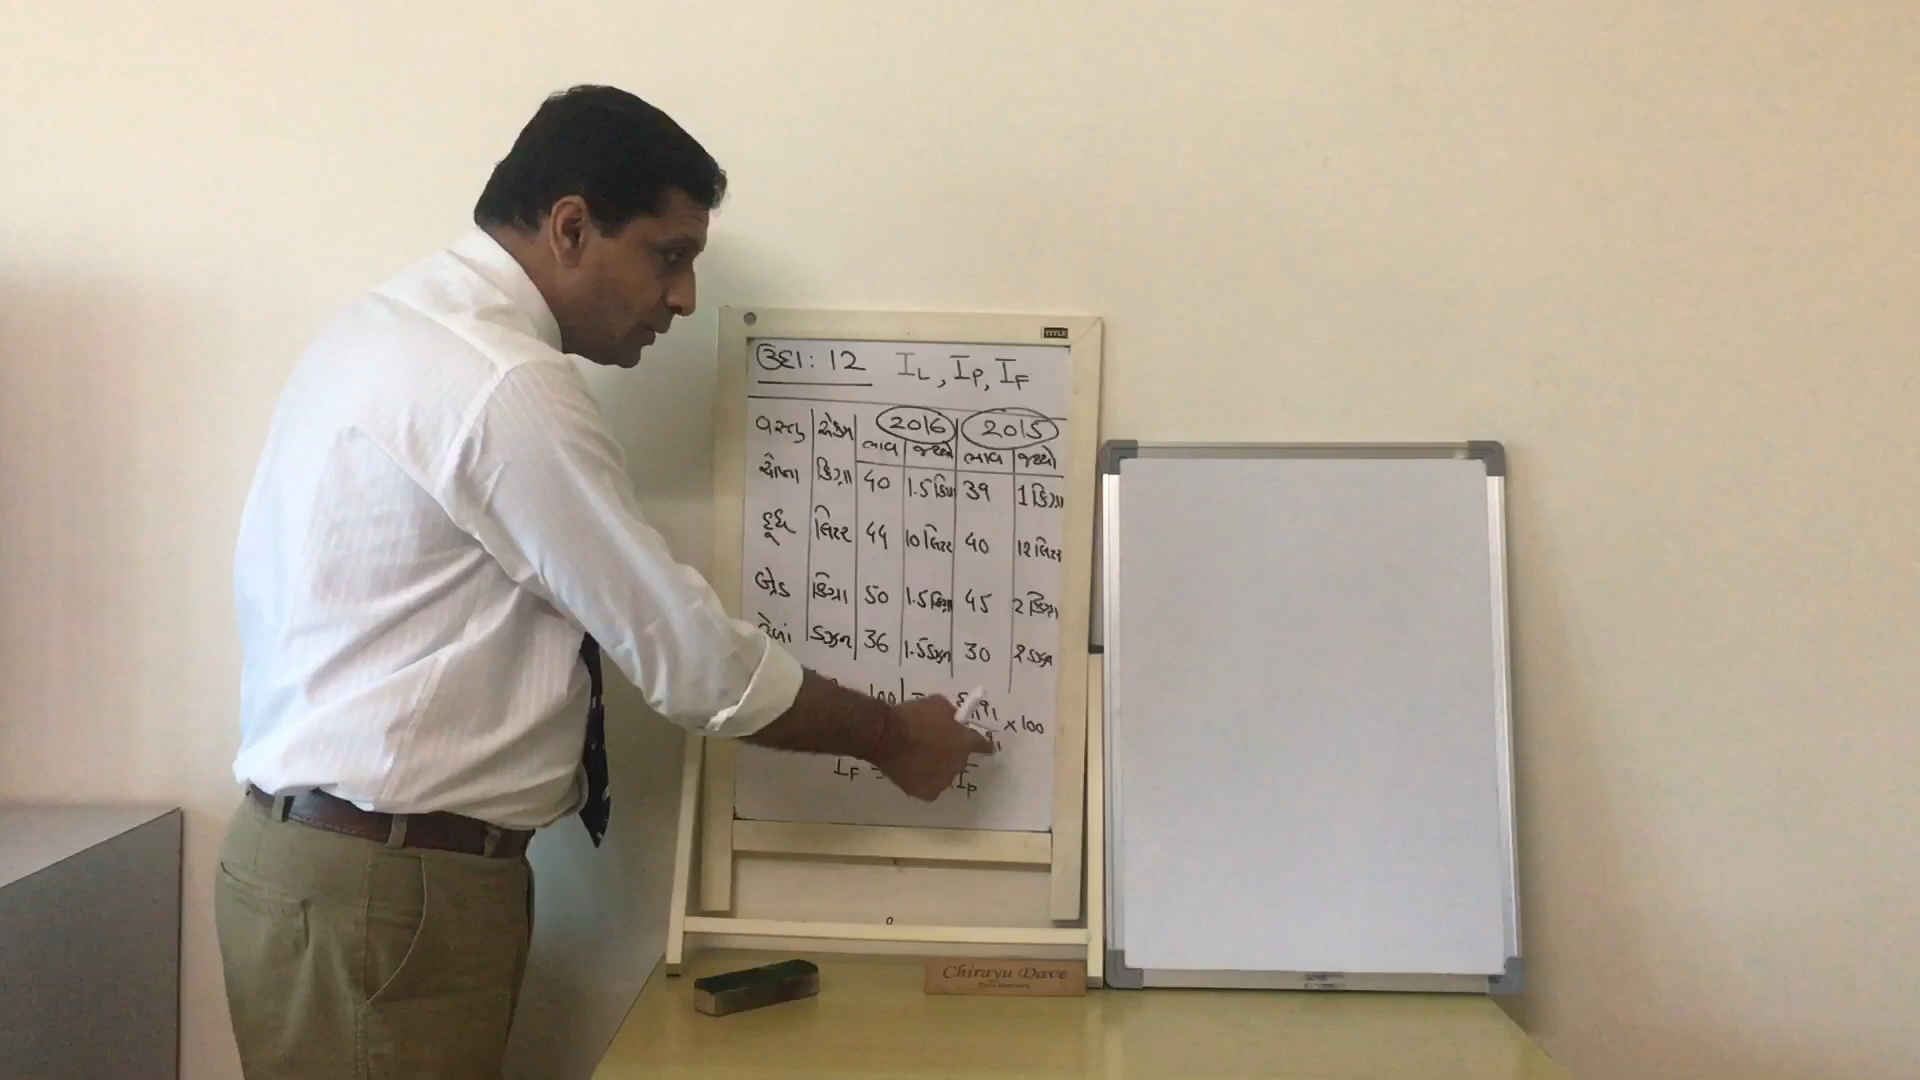 ઉદા: 12 I_L, I_P, I_F
વસ્તુ એકમ 2016 2015
ભાવ જથ્થો ભાવ જથ્થો
ચોખા કિગ્રા 40 1.5 કિગ્રા 39 1 કિગ્રા
દૂધ લિટર 44 10 લિટર 40 12 લિટર
બ્રેડ કિગ્રા 50 1.5 કિગ્રા 45 2 કિગ્રા
કેળાં ડઝન 36 1.5 ડઝન 30 2 ડઝન
100 × 100
I_F = I_P
TITLE
Chirayu Dave